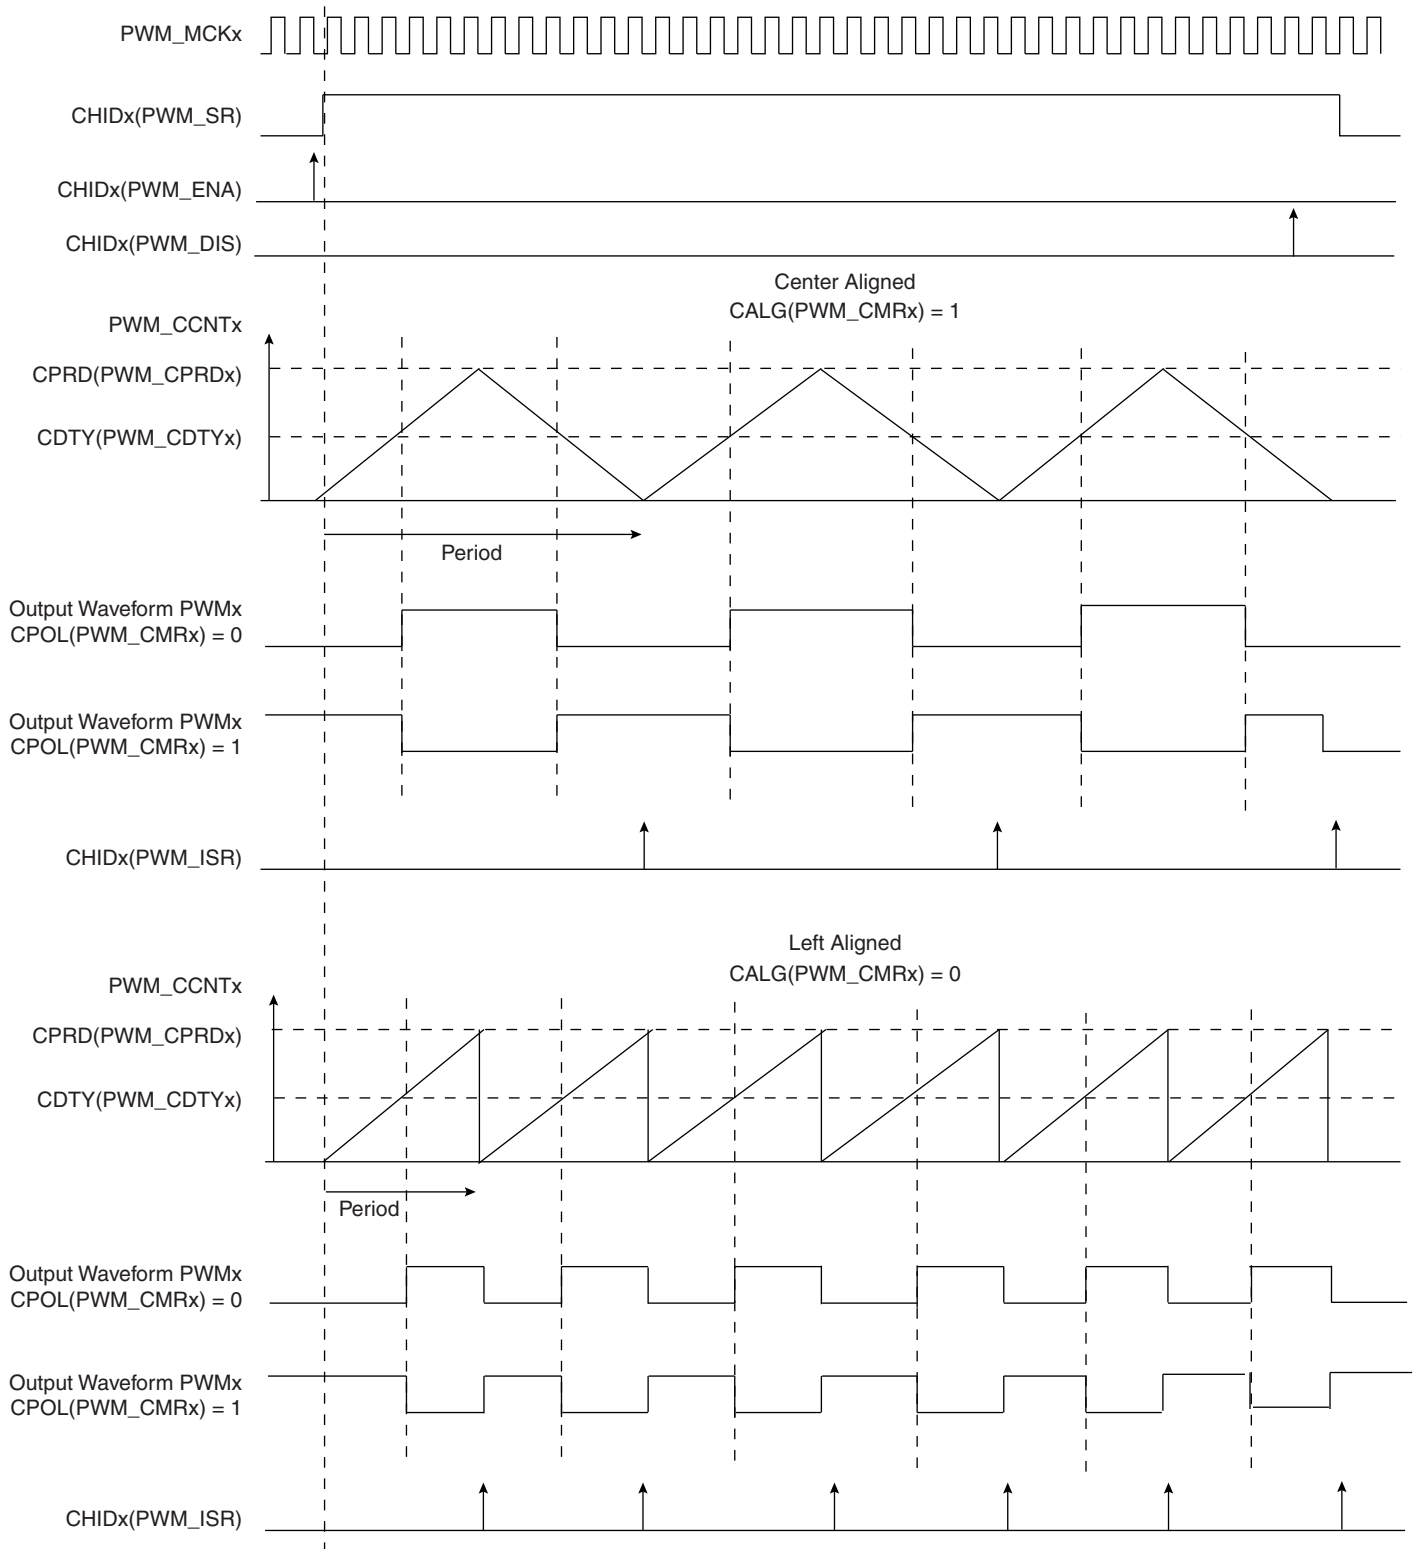 PWM_MCKx
CHIDx(PWM_SR)
CHIDx(PWM_ENA)
CHIDx(PWM_DIS)
Center Aligned
CALG(PWM_CMRx) = 1
PWM_CCNTx
CPRD(PWM_CPRDx)
CDTY(PWM_CDTYx)
Period
Output Waveform PWMx
CPOL(PWM_CMRx) = 0
Output Waveform PWMx
CPOL(PWM_CMRx) = 1
CHIDx(PWM_ISR)
Left Aligned
CALG(PWM_CMRx) = 0
PWM_CCNTx
CPRD(PWM_CPRDx)
CDTY(PWM_CDTYx)
Period
Output Waveform PWMx
CPOL(PWM_CMRx) = 0
Output Waveform PWMx
CPOL(PWM_CMRx) = 1
CHIDx(PWM_ISR)